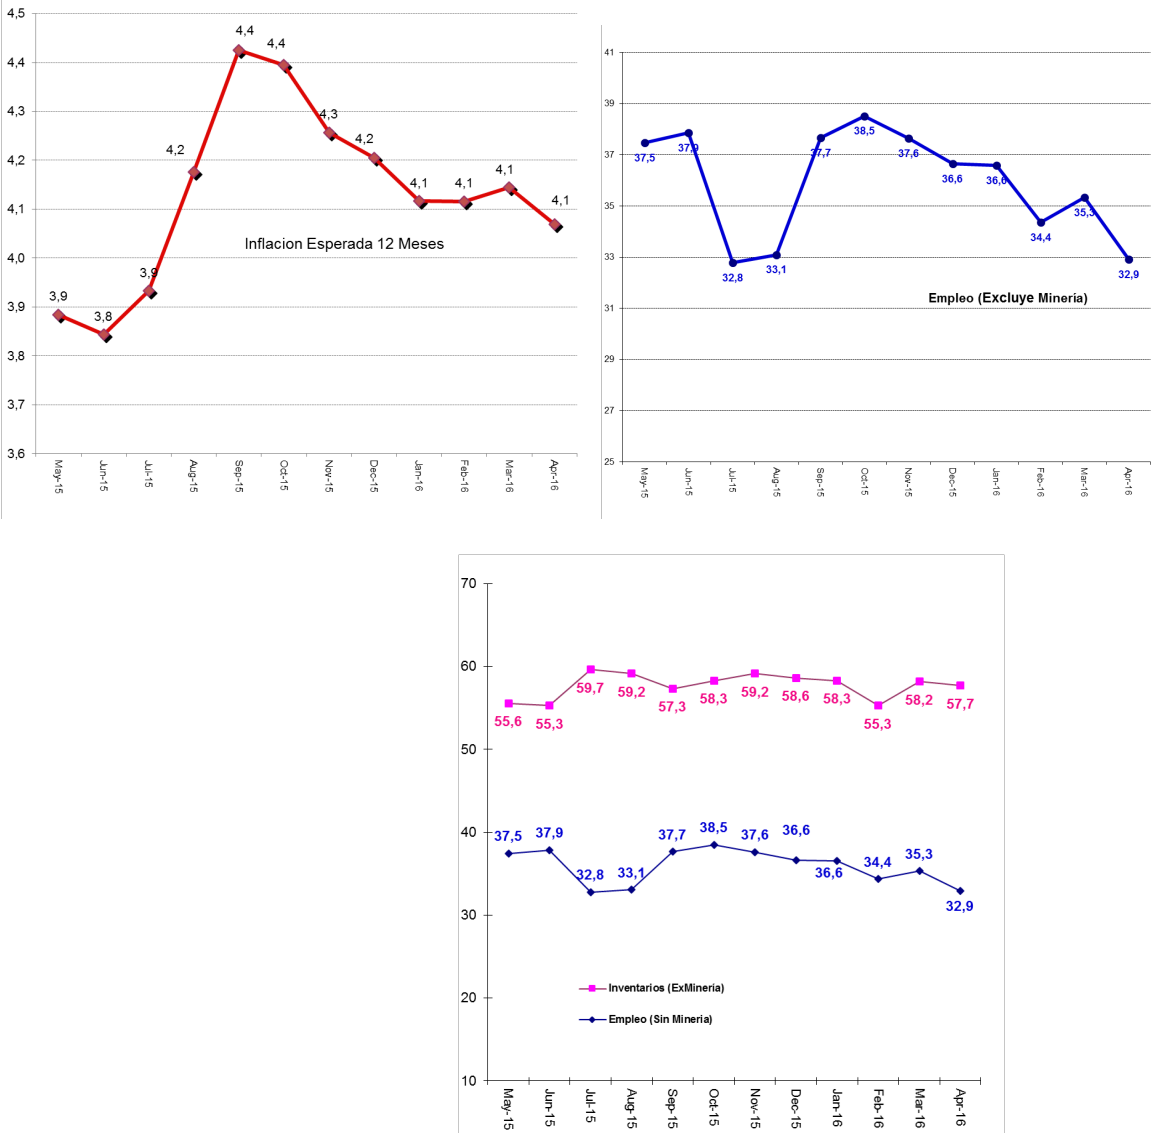 4,5
4,4
4,3
4,2
4,1
4,0
3,9
3,8
3,7
3,6
3,9
3,8
3,9
4,2
4,4
4,4
4,3
4,2
4,1
4,1
4,1
4,1
Inflacion Esperada 12 Meses
May-15
Jun-15
Jul-15
Aug-15
Sep-15
Oct-15
Nov-15
Dec-15
Jan-16
Feb-16
Mar-16
Apr-16
41
39
37
35
33
31
29
27
25
37,5
37,9
32,8
33,1
37,7
38,5
37,6
36,6
36,6
34,4
35,3
32,9
Empleo (Excluye Mineria)
May-15
Jun-15
Jul-15
Aug-15
Sep-15
Oct-15
Nov-15
Dec-15
Jan-16
Feb-16
Mar-16
Apr-16
70
60
50
40
30
20
10
55,6
55,3
59,7
59,2
57,3
58,3
59,2
58,6
58,3
55,3
58,2
57,7
37,5
37,9
32,8
33,1
37,7
38,5
37,6
36,6
36,6
34,4
35,3
32,9
Inventarios (ExMinería)
Empleo (Sin Mineria)
May-15
Jun-15
Jul-15
Aug-15
Sep-15
Oct-15
Nov-15
Dec-15
Jan-16
Feb-16
Mar-16
Apr-16